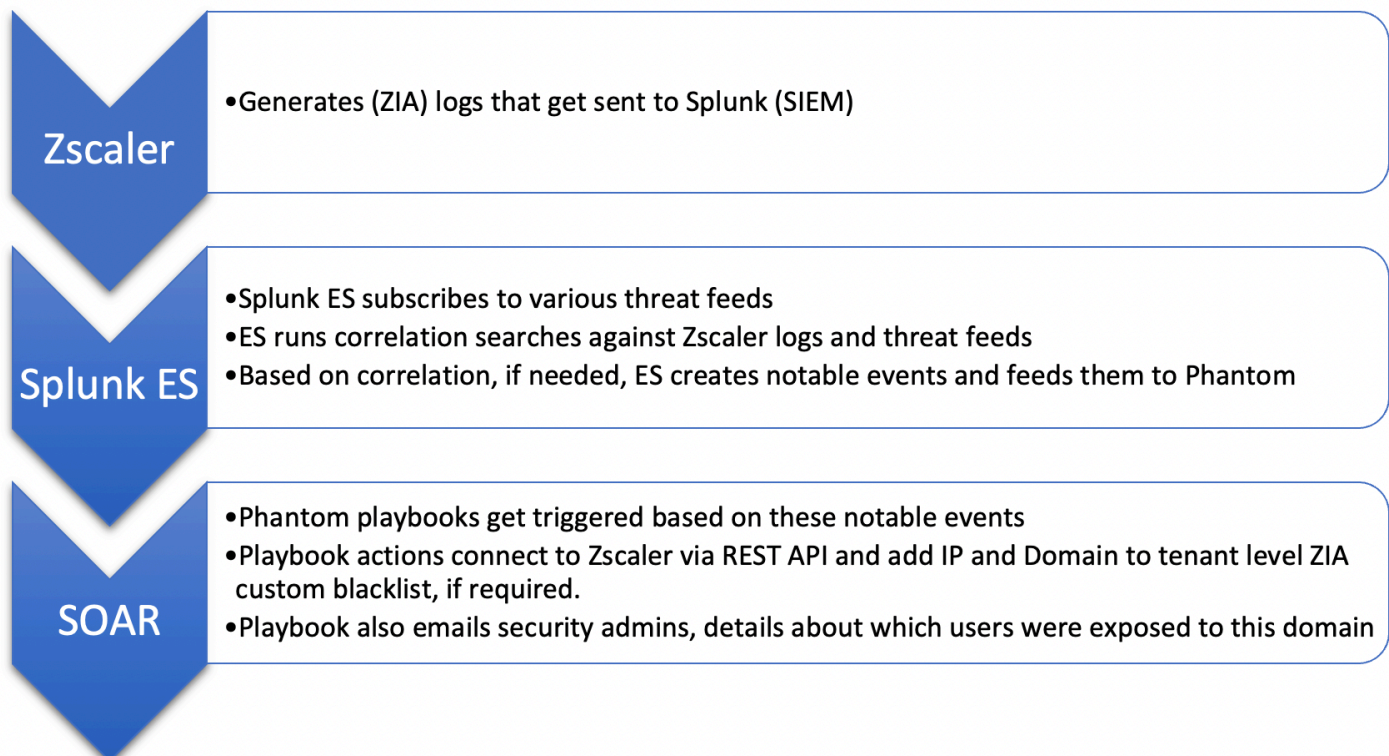 Zscaler
•Generates (ZIA) logs that get sent to Splunk (SIEM)
Splunk ES
•Splunk ES subscribes to various threat feeds
•ES runs correlation searches against Zscaler logs and threat feeds
•Based on correlation, if needed, ES creates notable events and feeds them to Phantom
SOAR
•Phantom playbooks get triggered based on these notable events
•Playbook actions connect to Zscaler via REST API and add IP and Domain to tenant level ZIA
custom blacklist, if required.
•Playbook also emails security admins, details about which users were exposed to this domain